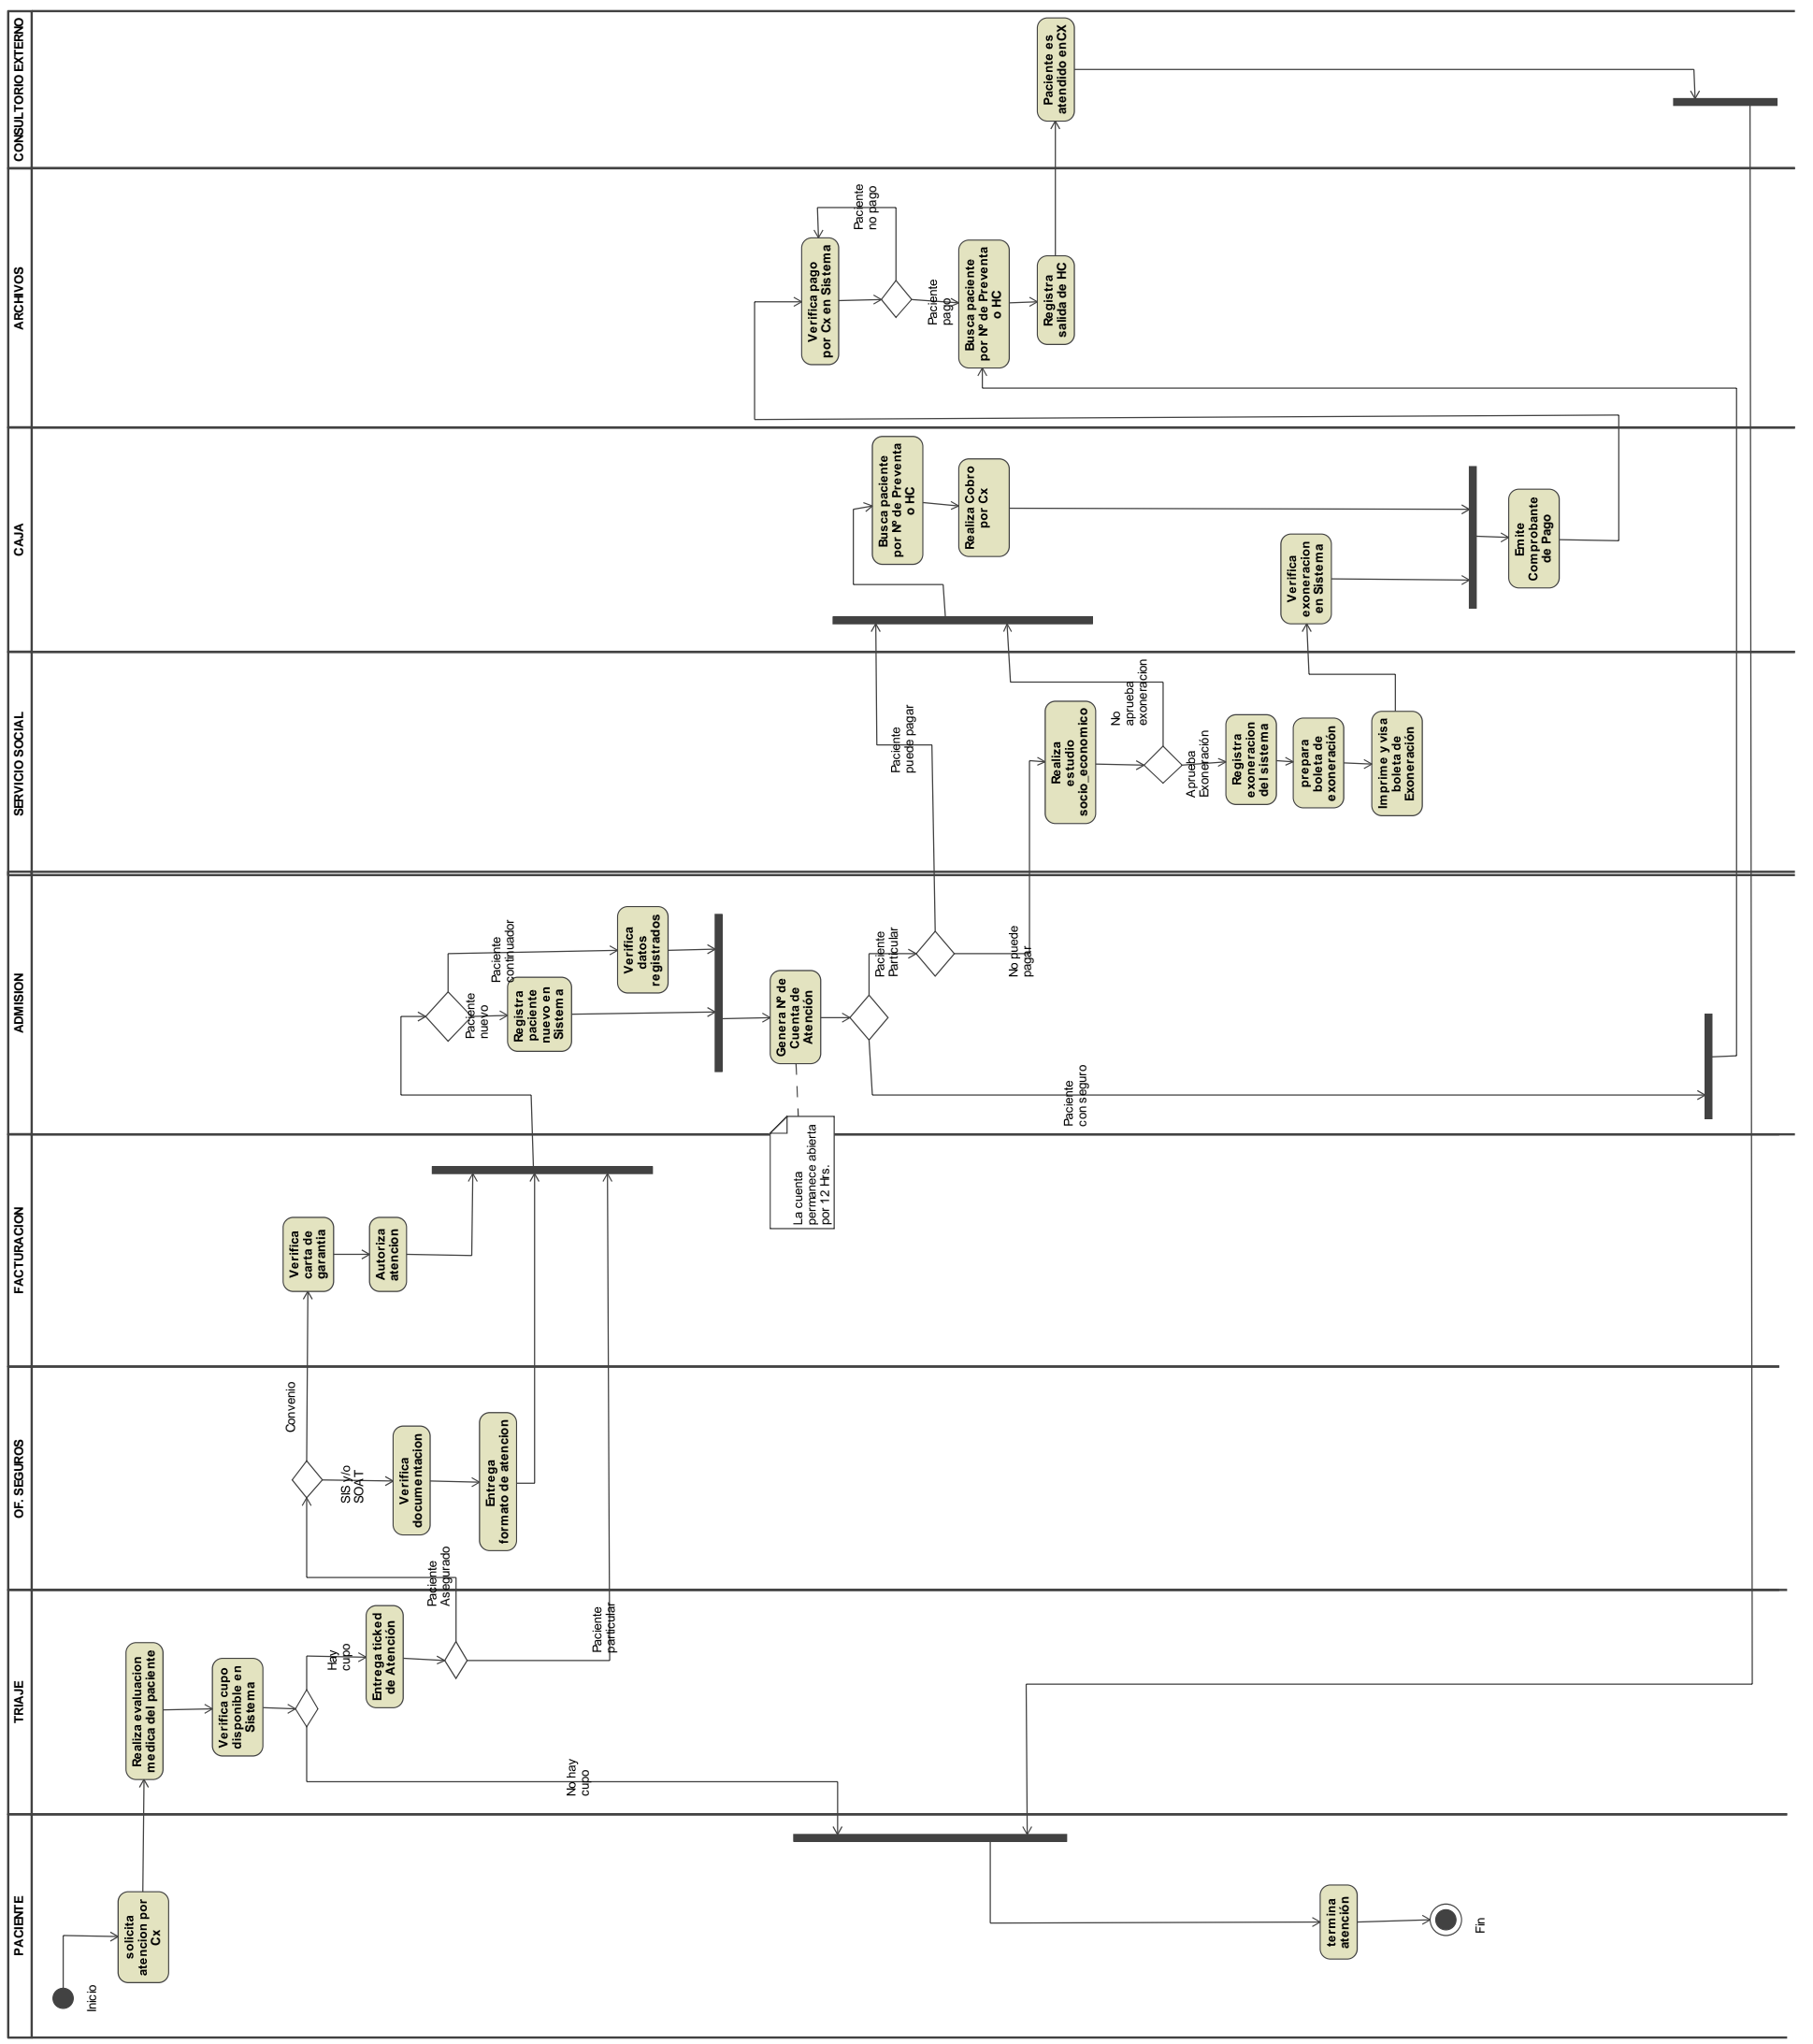 PACIENTE
TRIAJE
OF. SEGUROS
FACTURACION
ADMISION
SERVICIO SOCIAL
CAJA
ARCHIVOS
CONSULTORIO EXTERNO
Inicio
solicita
atencion por
Cx
Realiza evaluacion
medica del paciente
Verifica cupo
disponible en
Sistema
Hay
cupo
No hay
cupo
Entrega ticked
de Atención
Paciente
Asegurado
Paciente
particular
Convenio
SIS y/o
SOAT
Verifica
documentacion
Entrega
formato de atencion
Verifica
carta de
garantia
Autoriza
atencion
Paciente
nuevo
Paciente
continuador
Registra
paciente
nuevo en
Sistema
Verifica
datos
registrados
Genera Nº de
Cuenta de
Atención
La cuenta
permanece abierta
por 12 Hrs.
Paciente
Particular
Paciente
con seguro
Paciente
puede pagar
No puede
pagar
Realiza
estudio
socio_economico
No
aprueba
exoneracion
Aprueba
Exoneración
Registra
exoneracion
del sistema
prepara
boleta de
exoneración
Imprime y visa
boleta de
Exoneración
Busca paciente
por Nº de Preventa
o HC
Realiza Cobro
por Cx
Verifica
exoneracion
en Sistema
Emite
Comprobante
de Pago
Verifica pago
por Cx en Sistema
Paciente
no pago
Paciente
pago
Busca paciente
por Nº de Preventa
o HC
Registra
salida de HC
Paciente es
atendido enCX
termina
atención
Fin